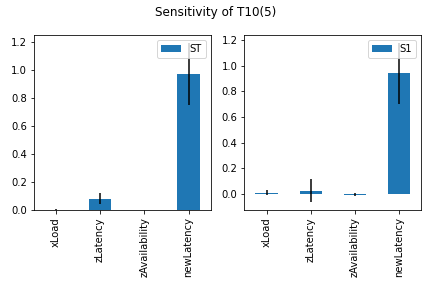 Sensitivity of T10(5)
1.2
1.0
0.8
0.6
0.4
0.2
0.0
ST
xLoad
zLatency
zAvailability
newLatency
1.2
1.0
0.8
0.6
0.4
0.2
0.0
S1
xLoad
zLatency
zAvailability
newLatency